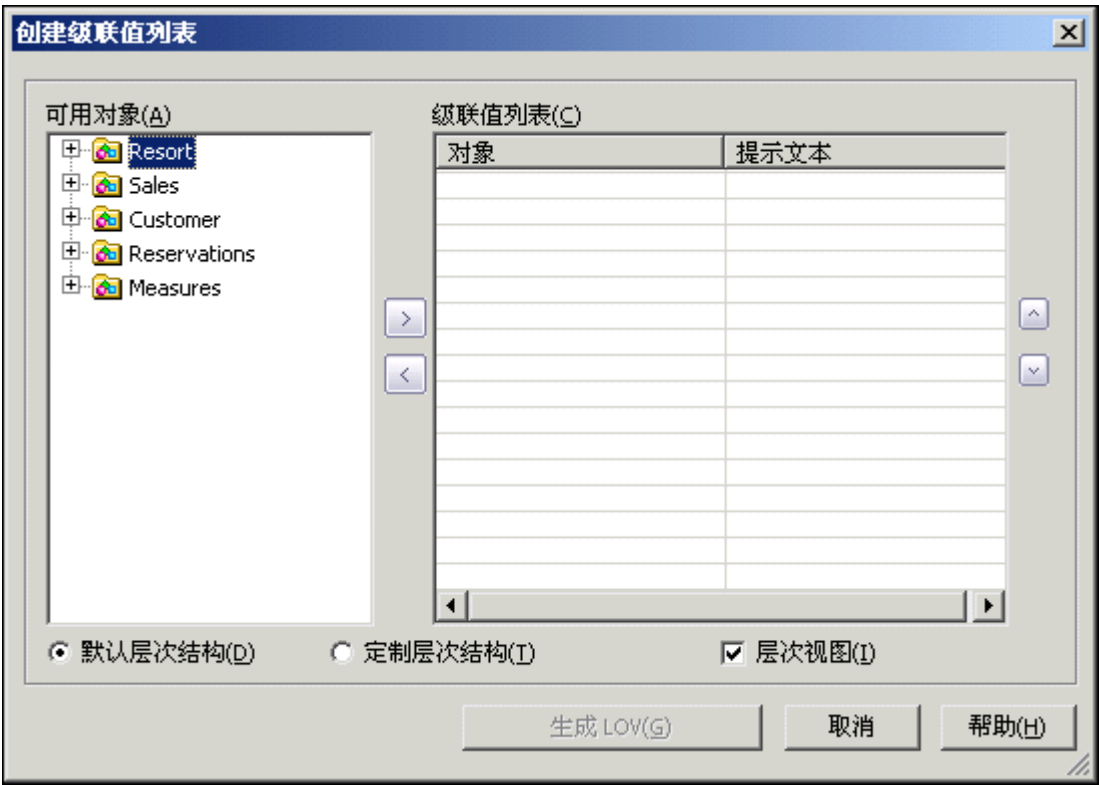 创建级联值列表
可用对象(A)
级联值列表(C)
Resort
Sales
Customer
Reservations
Measures
对象 提示文本
默认层次结构(D) 定制层次结构(T) 层次视图(I)
生成 LOV(G) 取消 帮助(H)